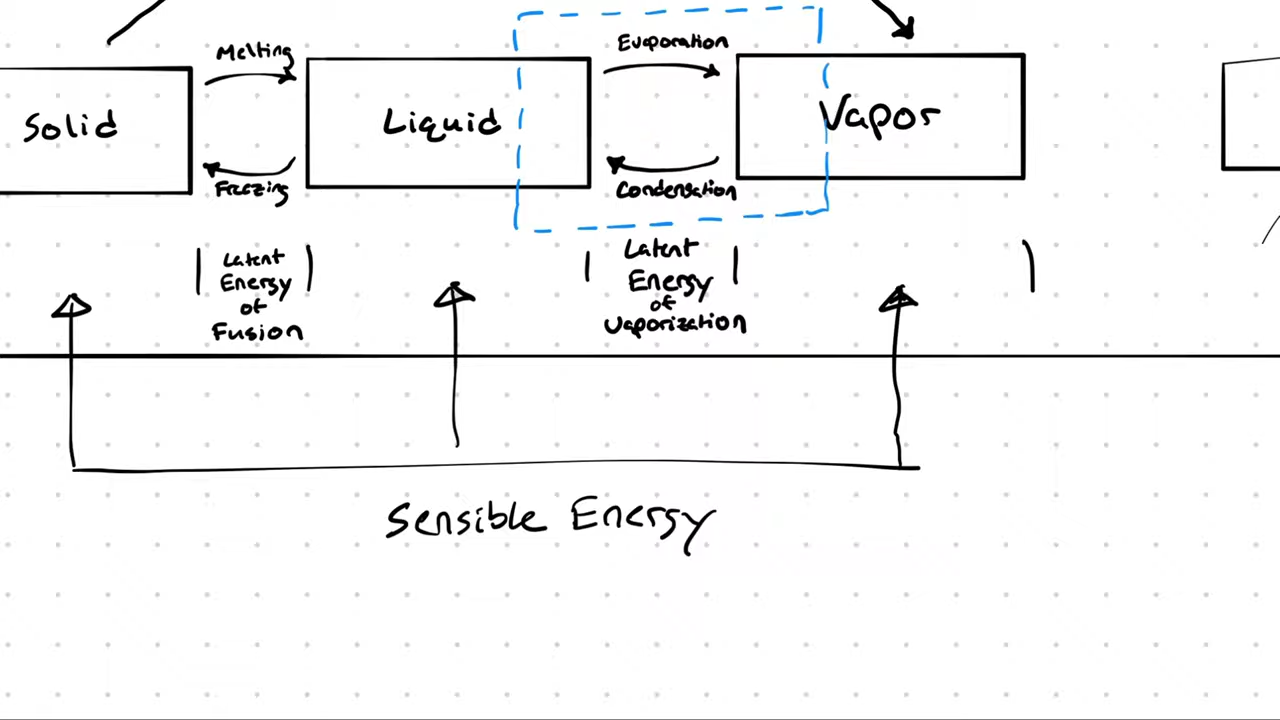 Melting
Evaporation
Solid
Liquid
Vapor
Freezing
Condensation
Latent
Energy
of
Fusion
Latent
Energy
of
Vaporization
Sensible Energy